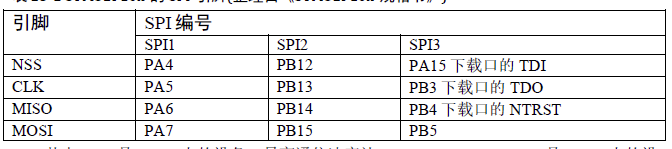 引脚 SPI 编号
SPI1 SPI2 SPI3
NSS PA4 PB12 PA15 下载口的 TDI
CLK PA5 PB13 PB3 下载口的 TDO
MISO PA6 PB14 PB4 下载口的 NTRST
MOSI PA7 PB15 PB5